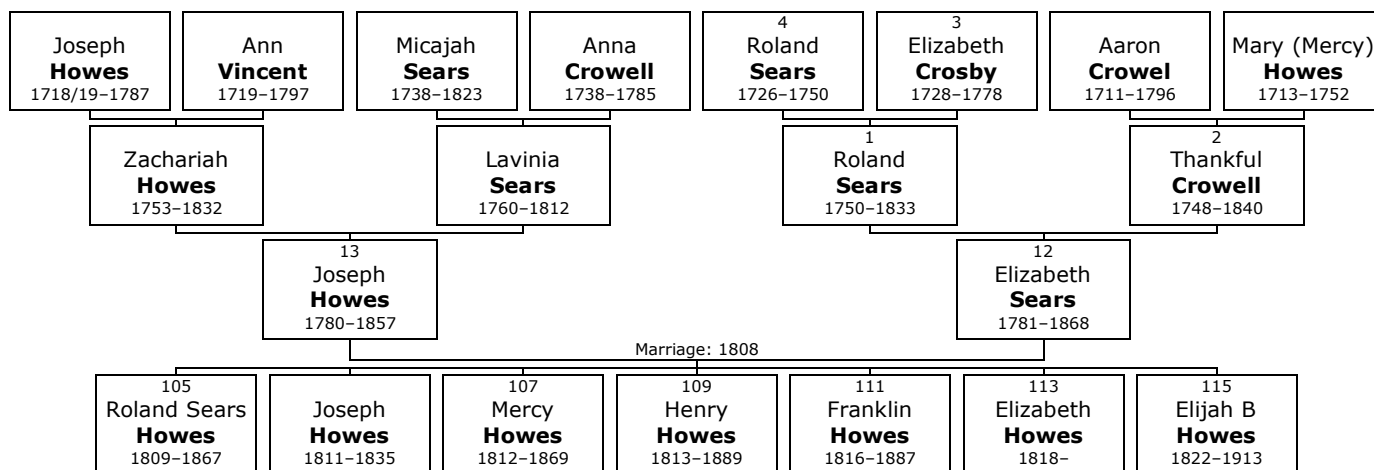 Joseph
Howes
1718/19–1787
Ann
Vincent
1719–1797
Micajah
Sears
1738–1823
Anna
Crowell
1738–1785
4
Roland
Sears
1726–1750
3
Elizabeth
Crosby
1728–1778
Aaron
Crowel
1711–1796
Mary (Mercy)
Howes
1713–1752
Zachariah
Howes
1753–1832
Lavinia
Sears
1760–1812
1
Roland
Sears
1750–1833
2
Thankful
Crowell
1748–1840
13
Joseph
Howes
1780–1857
12
Elizabeth
Sears
1781–1868
Marriage: 1808
105
Roland Sears
Howes
1809–1867
Joseph
Howes
1811–1835
107
Mercy
Howes
1812–1869
109
Henry
Howes
1813–1889
111
Franklin
Howes
1816–1887
113
Elizabeth
Howes
1818–
115
Elijah B
Howes
1822–1913